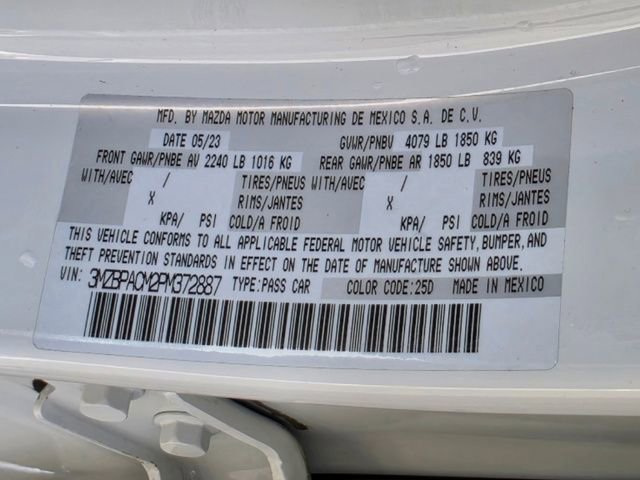 MFD. BY MAZDA MOTOR MANUFACTURING DE MEXICO S.A. DE C.V.
DATE 05/23 GVWR/PNBV 4079 LB 1850 KG
FRONT GAWR/PNBE AV 2240 LB 1016 KG REAR GAWR/PNBE AR 1850 LB 839 KG
WITH/AVEC / TIRES/PNEUS WITH/AVEC / TIRES/PNEUS
X RIMS/JANTES X RIMS/JANTES
KPA/ PSI COLD/A FROID KPA/ PSI COLD/A FROID
THIS VEHICLE CONFORMS TO ALL APPLICABLE FEDERAL MOTOR VEHICLE SAFETY, BUMPER, AND
THEFT PREVENTION STANDARDS IN EFFECT ON THE DATE OF MANUFACTURE SHOWN ABOVE.
VIN: 3MZBPACM2PM372887 TYPE:PASS CAR COLOR CODE:25D MADE IN MEXICO